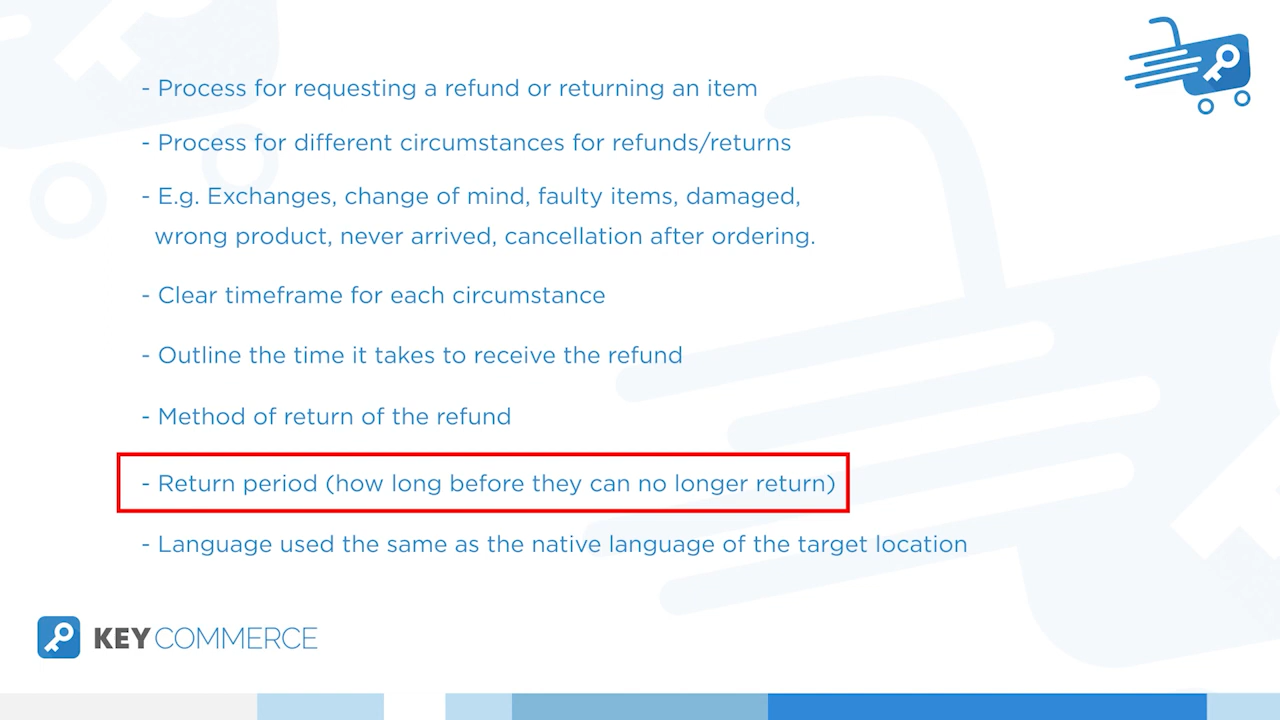 - Process for requesting a refund or returning an item
- Process for different circumstances for refunds/returns
- E.g. Exchanges, change of mind, faulty items, damaged,
wrong product, never arrived, cancellation after ordering.
- Clear timeframe for each circumstance
- Outline the time it takes to receive the refund
- Method of return of the refund
- Return period (how long before they can no longer return)
- Language used the same as the native language of the target location
KEYCOMMERCE